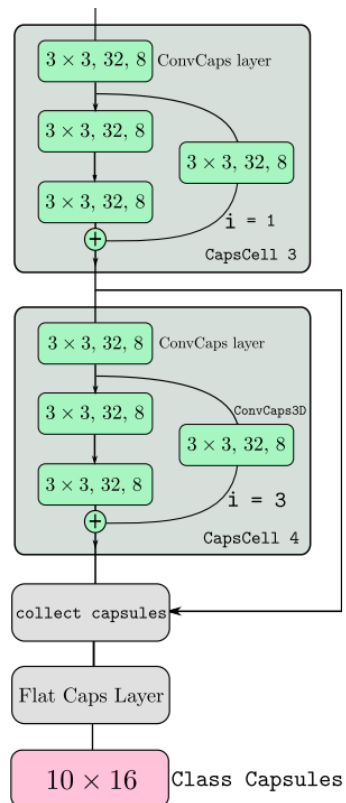 3 × 3, 32, 8 ConvCaps layer
3 × 3, 32, 8
3 × 3, 32, 8
3 × 3, 32, 8
i = 1
+
CapsCell 3
3 × 3, 32, 8 ConvCaps layer
3 × 3, 32, 8
ConvCaps3D
3 × 3, 32, 8
3 × 3, 32, 8
i = 3
+
CapsCell 4
collect capsules
Flat Caps Layer
10 × 16 Class Capsules